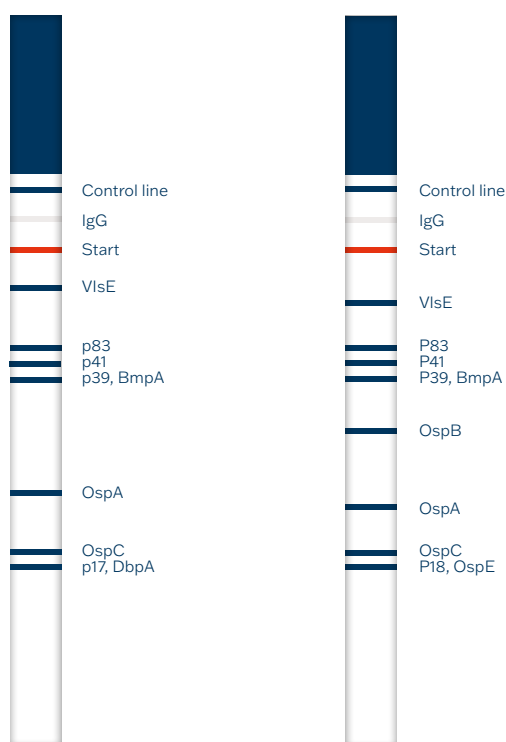 Control line
IgG
Start
VlsE
p83
p41
p39, BmpA
OspA
OspC
p17, DbpA
Control line
IgG
Start
VlsE
P83
P41
P39, BmpA
OspB
OspA
OspC
P18, OspE